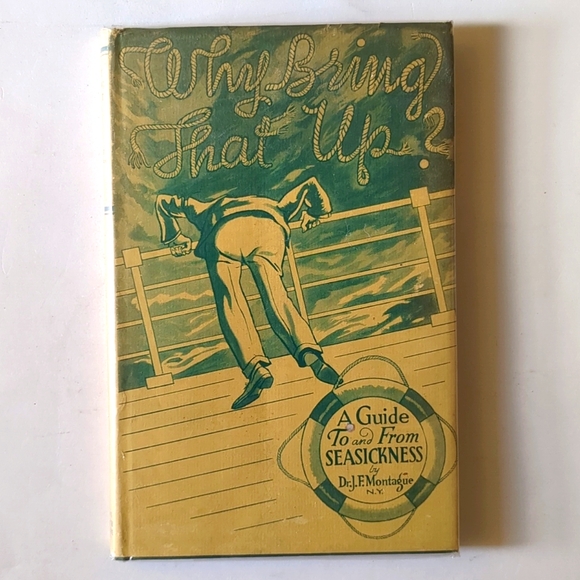 Why Bring
That Up?
A Guide
To and From
SEASICKNESS
by
Dr. J. F. Montague
N.Y.